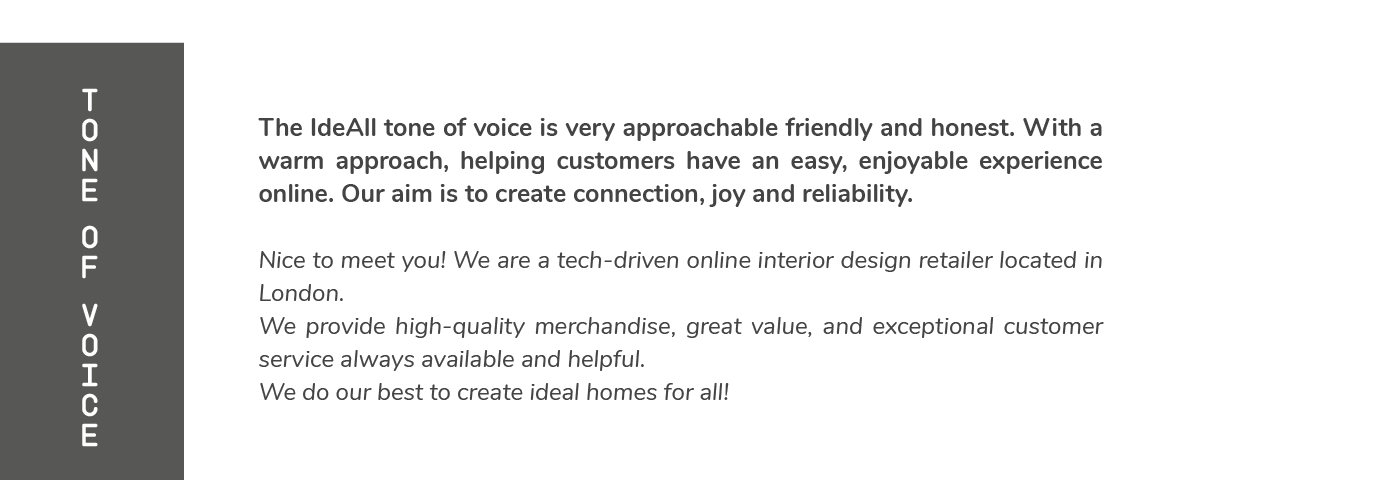 TONE OF VOICE
The IdeAll tone of voice is very approachable friendly and honest. With a
warm approach, helping customers have an easy, enjoyable experience
online. Our aim is to create connection, joy and reliability.
Nice to meet you! We are a tech-driven online interior design retailer located in
London.
We provide high-quality merchandise, great value, and exceptional customer
service always available and helpful.
We do our best to create ideal homes for all!